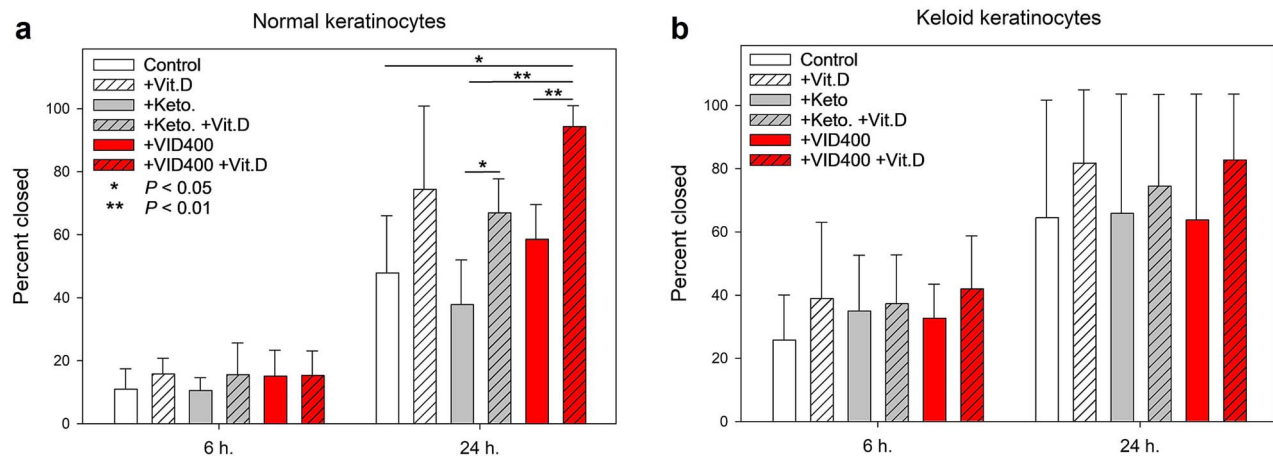 a
Normal keratinocytes
Percent closed
100
80
60
40
20
0
Control
+Vit.D
+Keto.
+Keto. +Vit.D
+VID400
+VID400 +Vit.D
* P < 0.05
** P < 0.01
*
**
**
*
6 h.
24 h.
b
Keloid keratinocytes
Percent closed
100
80
60
40
20
0
Control
+Vit.D
+Keto
+Keto. +Vit.D
+VID400
+VID400 +Vit.D
6 h.
24 h.